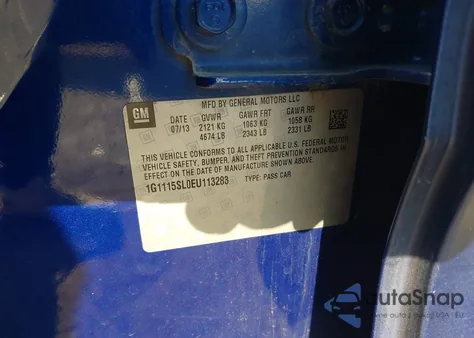 MFD BY GENERAL MOTORS LLC
GM
DATE GVWR GAWR FRT GAWR RR
07/13 2121 KG 1063 KG 1058 KG
4674 LB 2343 LB 2331 LB
THIS VEHICLE CONFORMS TO ALL APPLICABLE U.S. FEDERAL MOTOR
VEHICLE SAFETY, BUMPER, AND THEFT PREVENTION STANDARDS IN
EFFECT ON THE DATE OF MANUFACTURE SHOWN ABOVE.
1G1115SL0EU113283 TYPE: PASS CAR
autaSnap